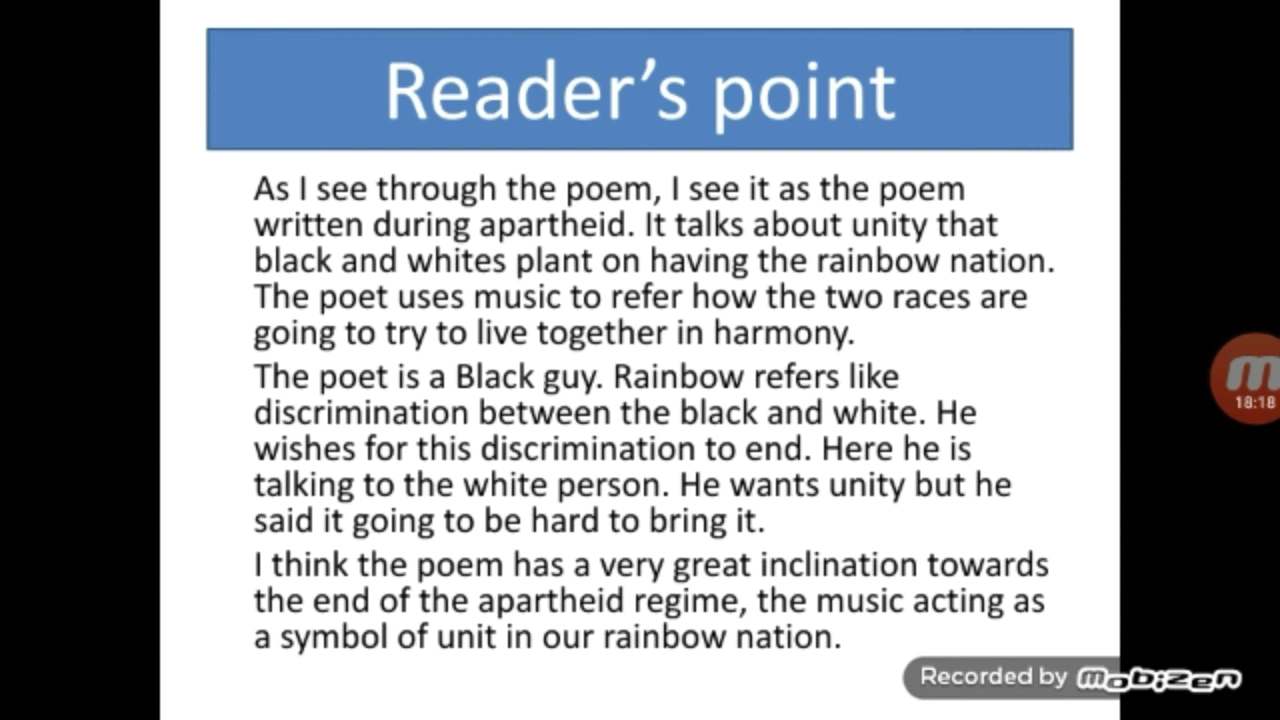 Reader's point
As I see through the poem, I see it as the poem
written during apartheid. It talks about unity that
black and whites plant on having the rainbow nation.
The poet uses music to refer how the two races are
going to try to live together in harmony.
The poet is a Black guy. Rainbow refers like
discrimination between the black and white. He
wishes for this discrimination to end. Here he is
talking to the white person. He wants unity but he
said it going to be hard to bring it.
I think the poem has a very great inclination towards
the end of the apartheid regime, the music acting as
a symbol of unit in our rainbow nation.
m
18:18
Recorded by mobizen